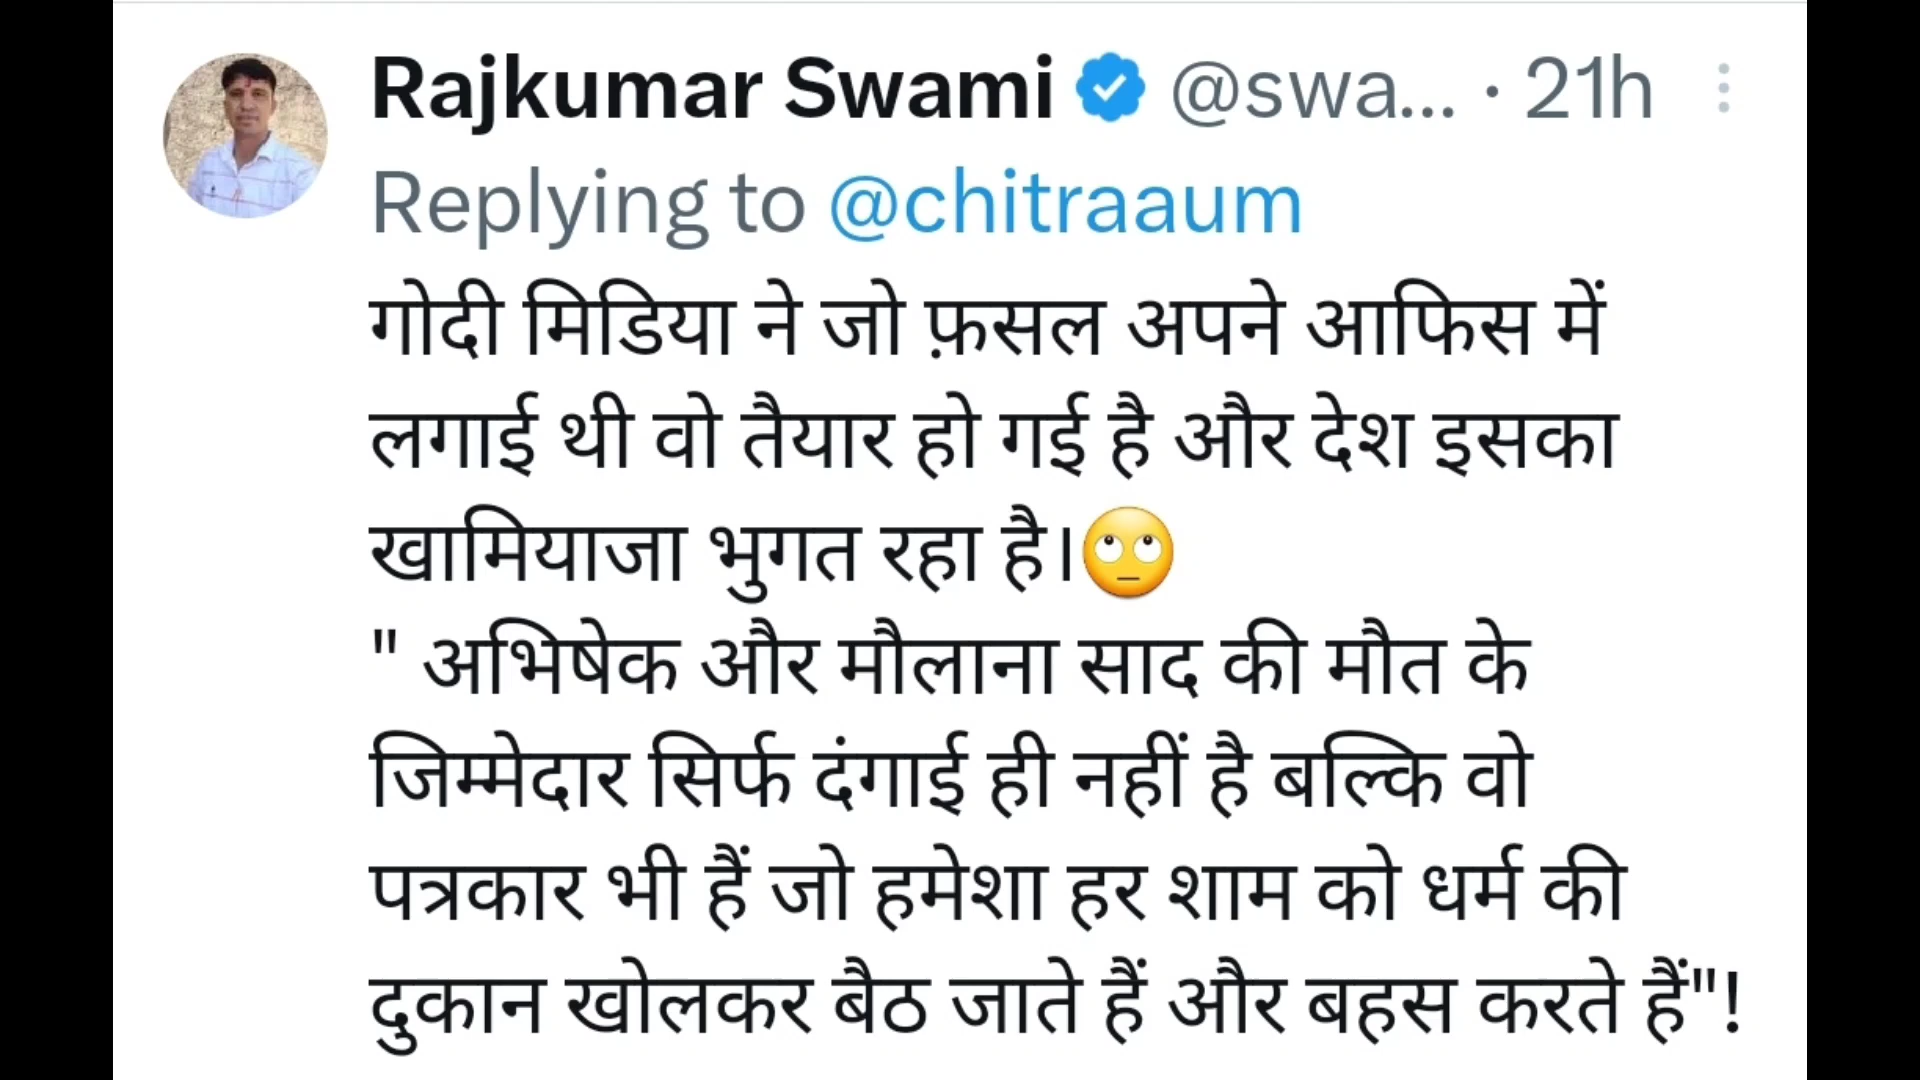 Rajkumar Swami @swa... · 21h
Replying to @chitraaum
गोदी मिडिया ने जो फ़सल अपने आफिस में
लगाई थी वो तैयार हो गई है और देश इसका
खामियाजा भुगत रहा है।🙄
" अभिषेक और मौलाना साद की मौत के
जिम्मेदार सिर्फ दंगाई ही नहीं है बल्कि वो
पत्रकार भी हैं जो हमेशा हर शाम को धर्म की
दुकान खोलकर बैठ जाते हैं और बहस करते हैं"!